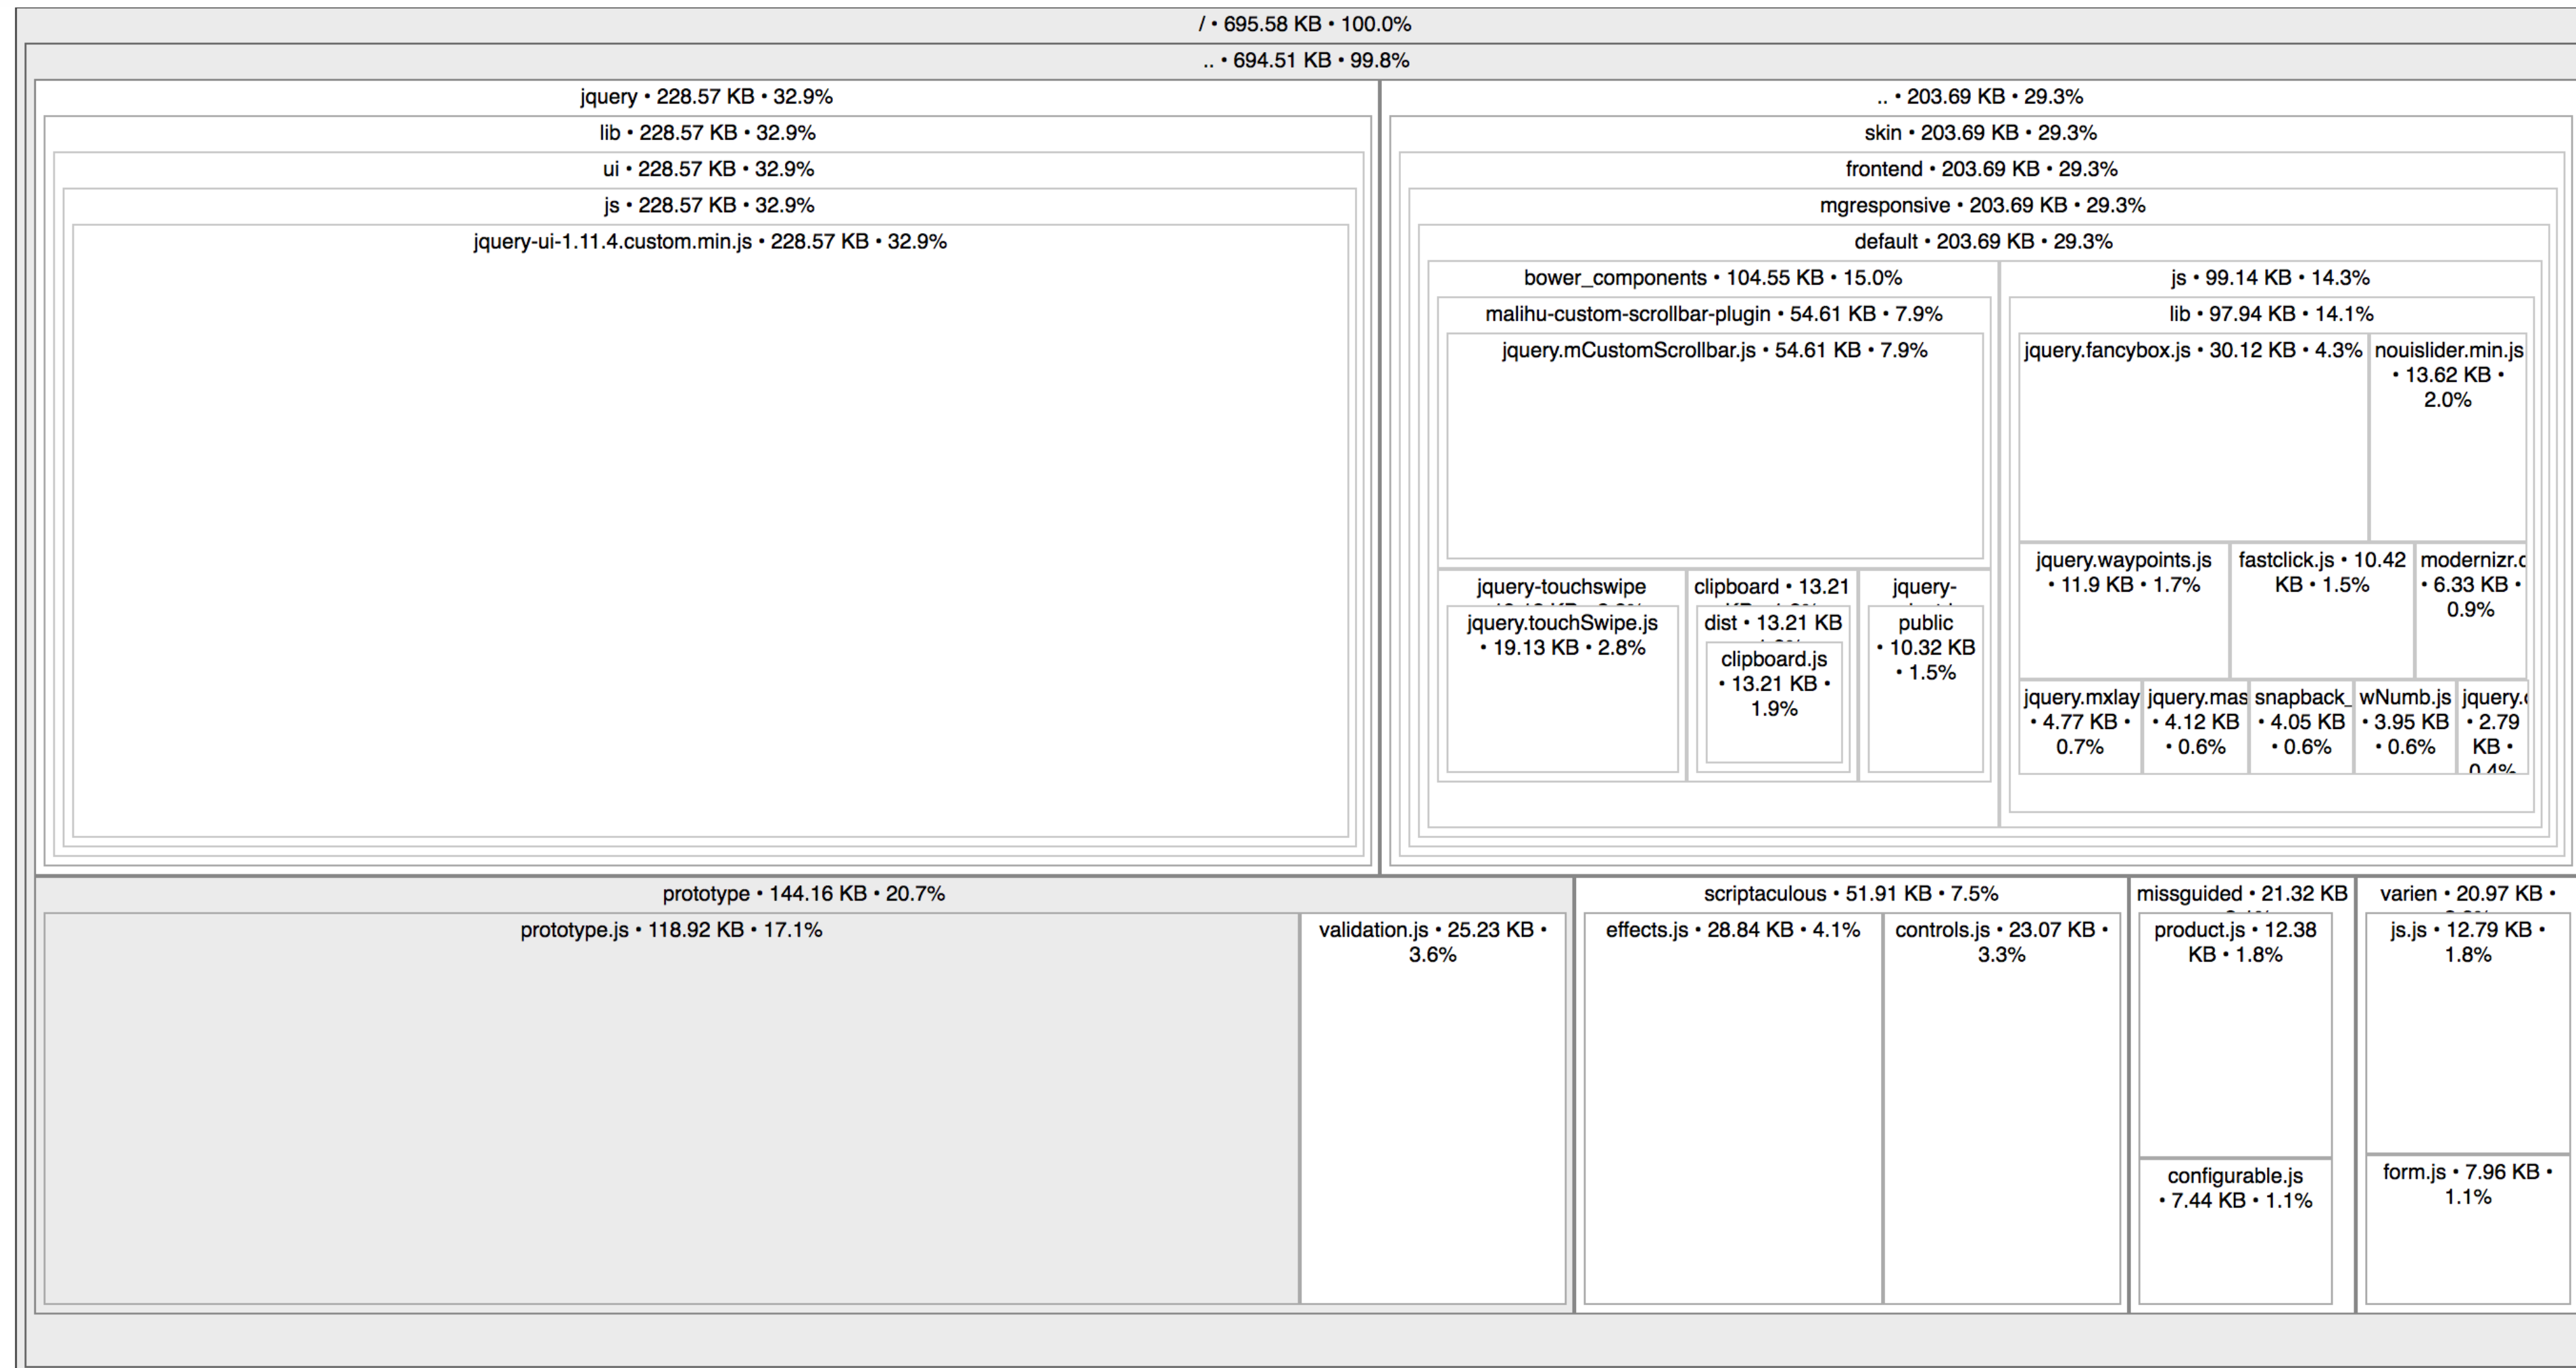 / • 695.58 KB • 100.0%
.. • 694.51 KB • 99.8%
jquery • 228.57 KB • 32.9%
lib • 228.57 KB • 32.9%
ui • 228.57 KB • 32.9%
js • 228.57 KB • 32.9%
jquery-ui-1.11.4.custom.min.js • 228.57 KB • 32.9%
.. • 203.69 KB • 29.3%
skin • 203.69 KB • 29.3%
frontend • 203.69 KB • 29.3%
mgresponsive • 203.69 KB • 29.3%
default • 203.69 KB • 29.3%
bower_components • 104.55 KB • 15.0%
malihu-custom-scrollbar-plugin • 54.61 KB • 7.9%
jquery.mCustomScrollbar.js • 54.61 KB • 7.9%
jquery-touchswipe
jquery.touchSwipe.js
• 19.13 KB • 2.8%
clipboard • 13.21
dist • 13.21 KB
clipboard.js
• 13.21 KB •
1.9%
jquery-
public
• 10.32 KB
• 1.5%
js • 99.14 KB • 14.3%
lib • 97.94 KB • 14.1%
jquery.fancybox.js • 30.12 KB • 4.3%
nouislider.min.js
• 13.62 KB •
2.0%
jquery.waypoints.js
• 11.9 KB • 1.7%
fastclick.js • 10.42
KB • 1.5%
modernizr.c
• 6.33 KB •
0.9%
jquery.mxlay
• 4.77 KB •
0.7%
jquery.mas
• 4.12 KB
• 0.6%
snapback_
• 4.05 KB
• 0.6%
wNumb.js
• 3.95 KB
• 0.6%
jquery.
• 2.79
KB •
0.4%
prototype • 144.16 KB • 20.7%
prototype.js • 118.92 KB • 17.1%
validation.js • 25.23 KB •
3.6%
scriptaculous • 51.91 KB • 7.5%
effects.js • 28.84 KB • 4.1%
controls.js • 23.07 KB •
3.3%
missguided • 21.32 KB
product.js • 12.38
KB • 1.8%
configurable.js
• 7.44 KB • 1.1%
varien • 20.97 KB •
js.js • 12.79 KB •
1.8%
form.js • 7.96 KB •
1.1%